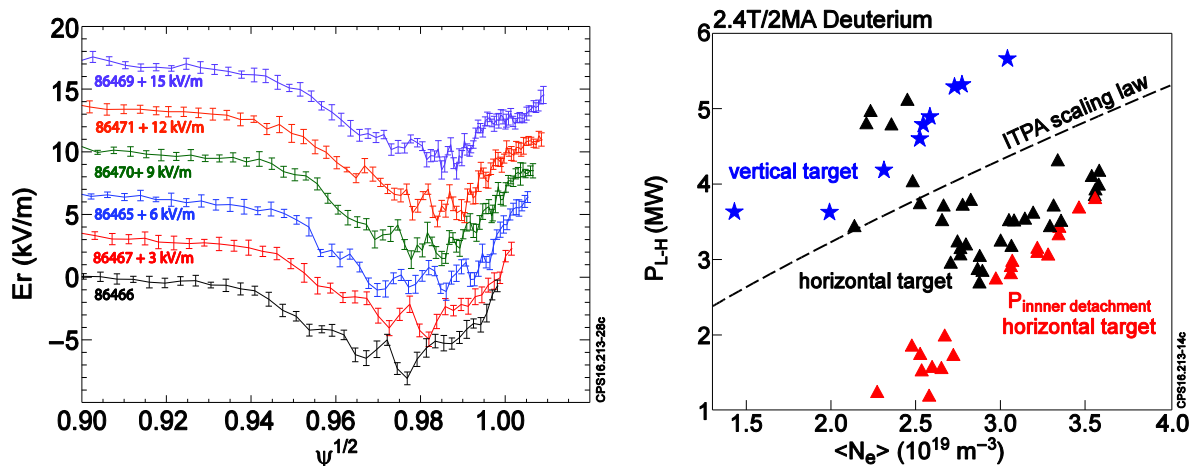 Er (kV/m)
20
15
10
5
0
−5
86469 + 15 kV/m
86471 + 12 kV/m
86470+ 9 kV/m
86465 + 6 kV/m
86467 + 3 kV/m
86466
0.90 0.92 0.94 0.96 0.98 1.00
ψ1/2
CPS16.213-28c
2.4T/2MA Deuterium
PL-H (MW)
6
5
4
3
2
1
ITPA scaling law
vertical target
horizontal target
Pinnner detachment
horizontal target
1.5 2.0 2.5 3.0 3.5 4.0
<Ne> (1019 m−3)
CPS16.213-14c